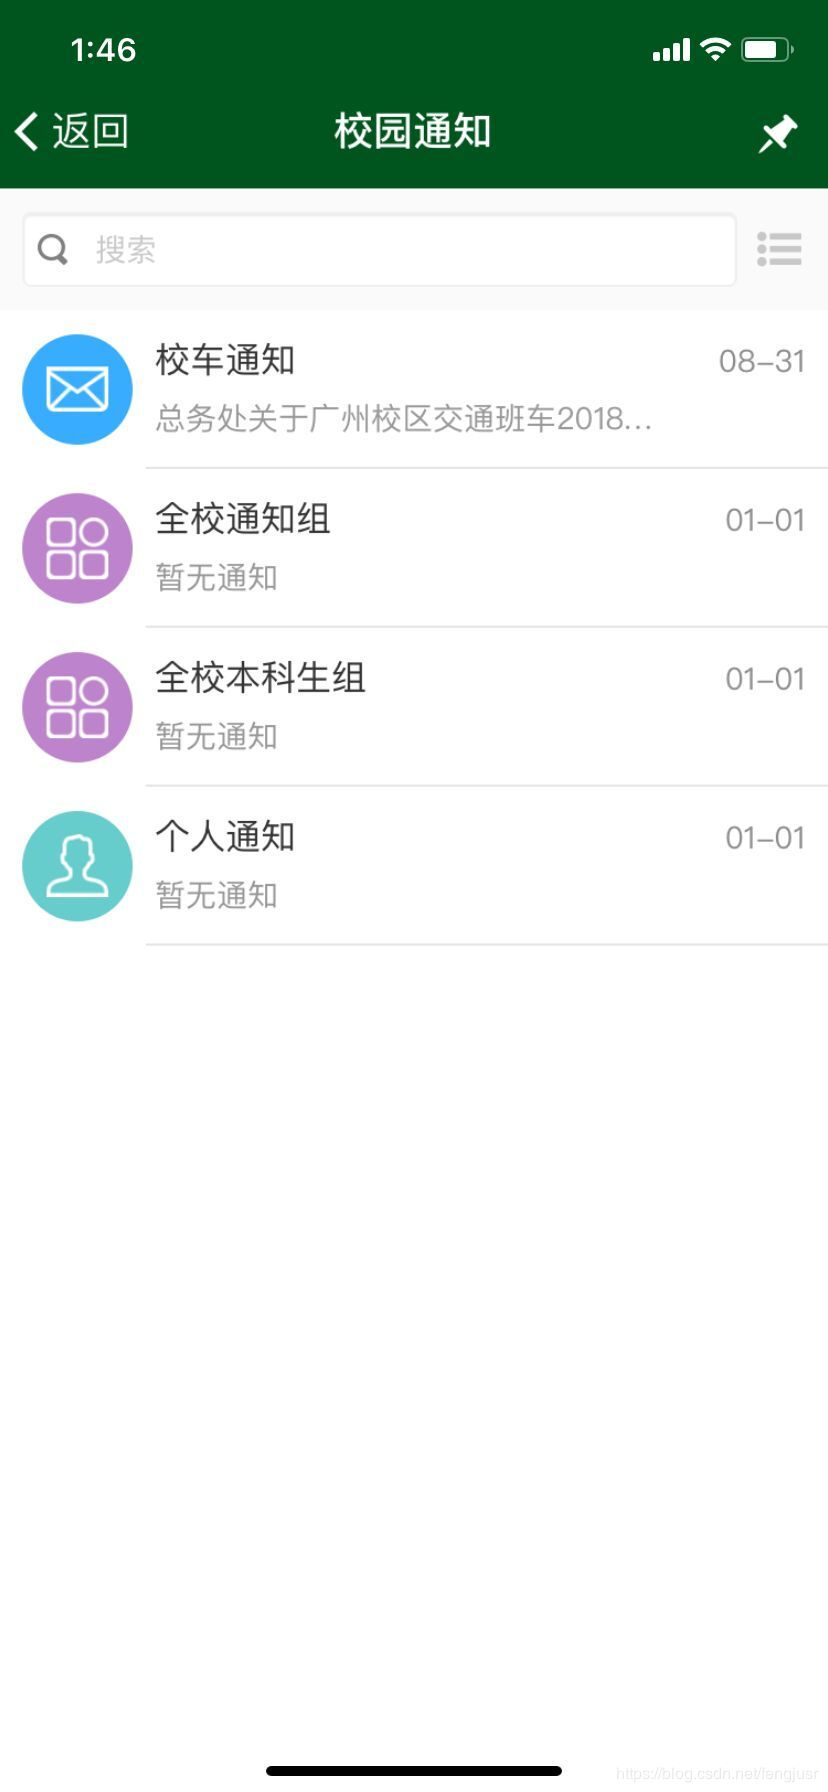 1:46
返回
校园通知
搜索
校车通知
08-31
总务处关于广州校区交通班车2018...
全校通知组
01-01
暂无通知
全校本科生组
01-01
暂无通知
个人通知
01-01
暂无通知
https://blog.csdn.net/fengjusr